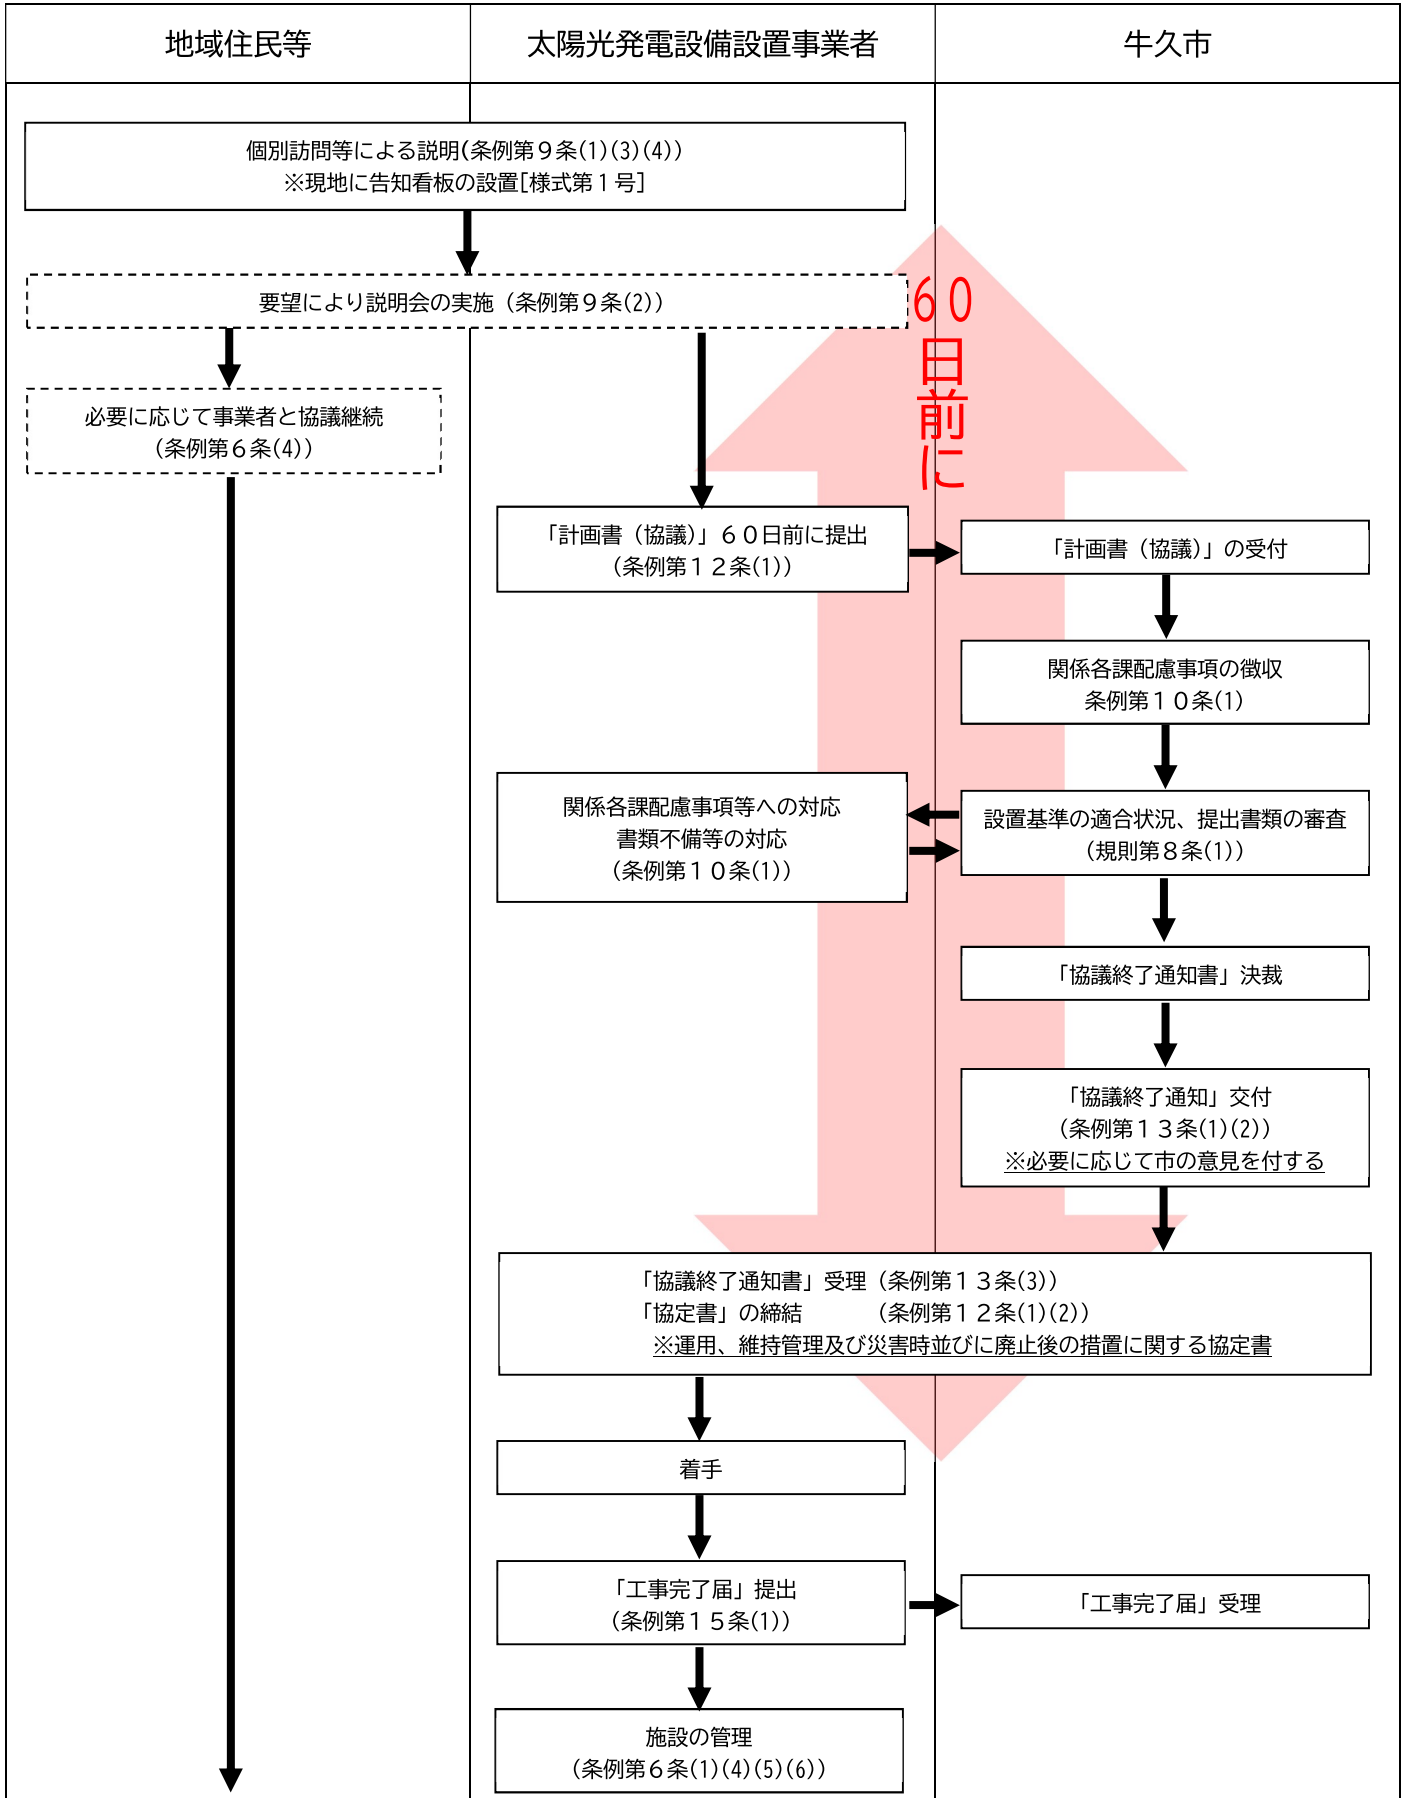 地域住民等
太陽光発電設備設置事業者
牛久市
個別訪問等による説明(条例第９条(1)(3)(4))
※現地に告知看板の設置[様式第１号]
要望により説明会の実施（条例第９条(2)）
６０
日
前
に
必要に応じて事業者と協議継続
（条例第６条(4)）
「計画書（協議）」６０日前に提出
（条例第１２条(1)）
「計画書（協議）」の受付
関係各課配慮事項の徴収
条例第１０条(1)
関係各課配慮事項等への対応
書類不備等の対応
（条例第１０条(1)）
設置基準の適合状況、提出書類の審査
（規則第８条(1)）
「協議終了通知書」決裁
「協議終了通知」交付
（条例第１３条(1)(2)）
※必要に応じて市の意見を付する
「協議終了通知書」受理（条例第１３条(3)）
「協定書」の締結　　　（条例第１２条(1)(2)）
※運用、維持管理及び災害時並びに廃止後の措置に関する協定書
着手
「工事完了届」提出
（条例第１５条(1)）
「工事完了届」受理
施設の管理
（条例第６条(1)(4)(5)(6)）